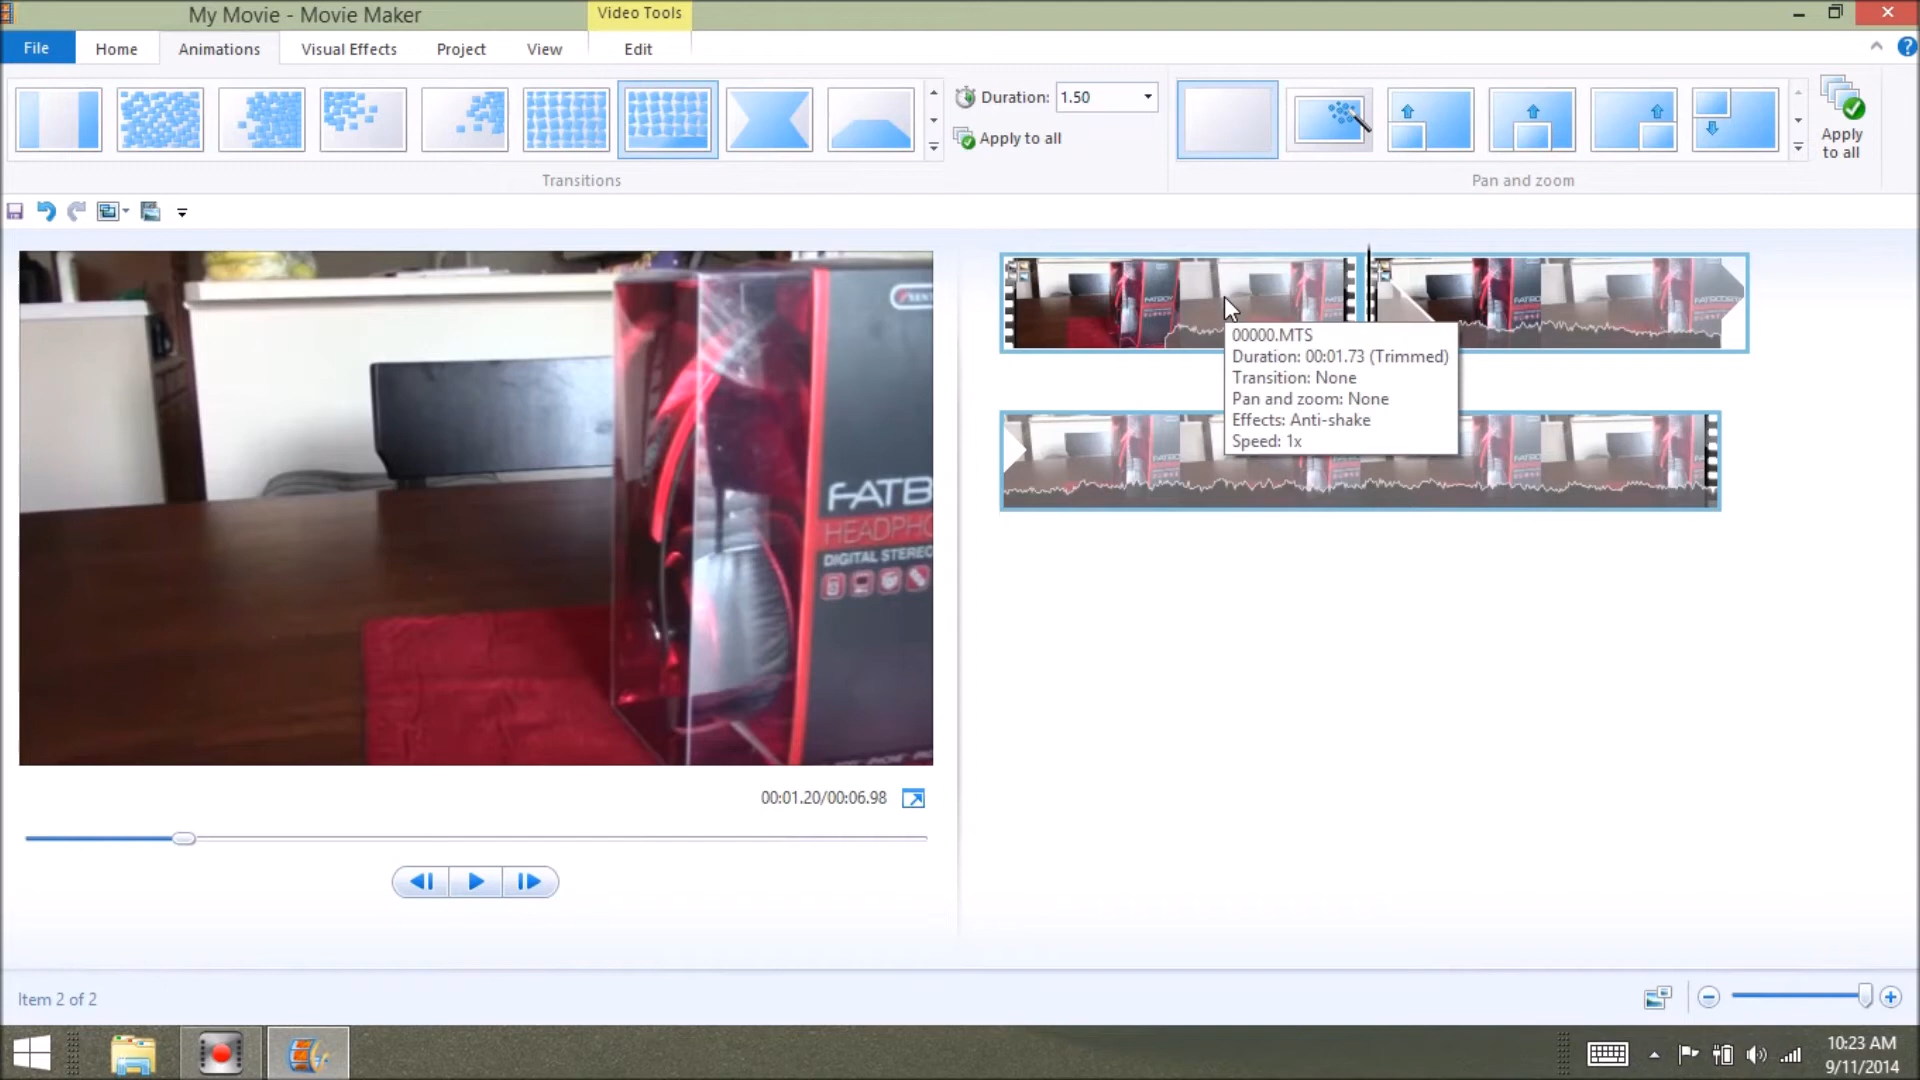 My Movie - Movie Maker
Video Tools
File
Home
Animations
Visual Effects
Project
View
Edit
Duration:
1.50
Apply to all
Apply
to all
Transitions
Pan and zoom
FATB
HEADPHO
DIGITAL STEREO
00000.MTS
Duration: 00:01.73 (Trimmed)
Transition: None
Pan and zoom: None
Effects: Anti-shake
Speed: 1x
00:01.20/00:06.98
Item 2 of 2
10:23 AM
9/11/2014